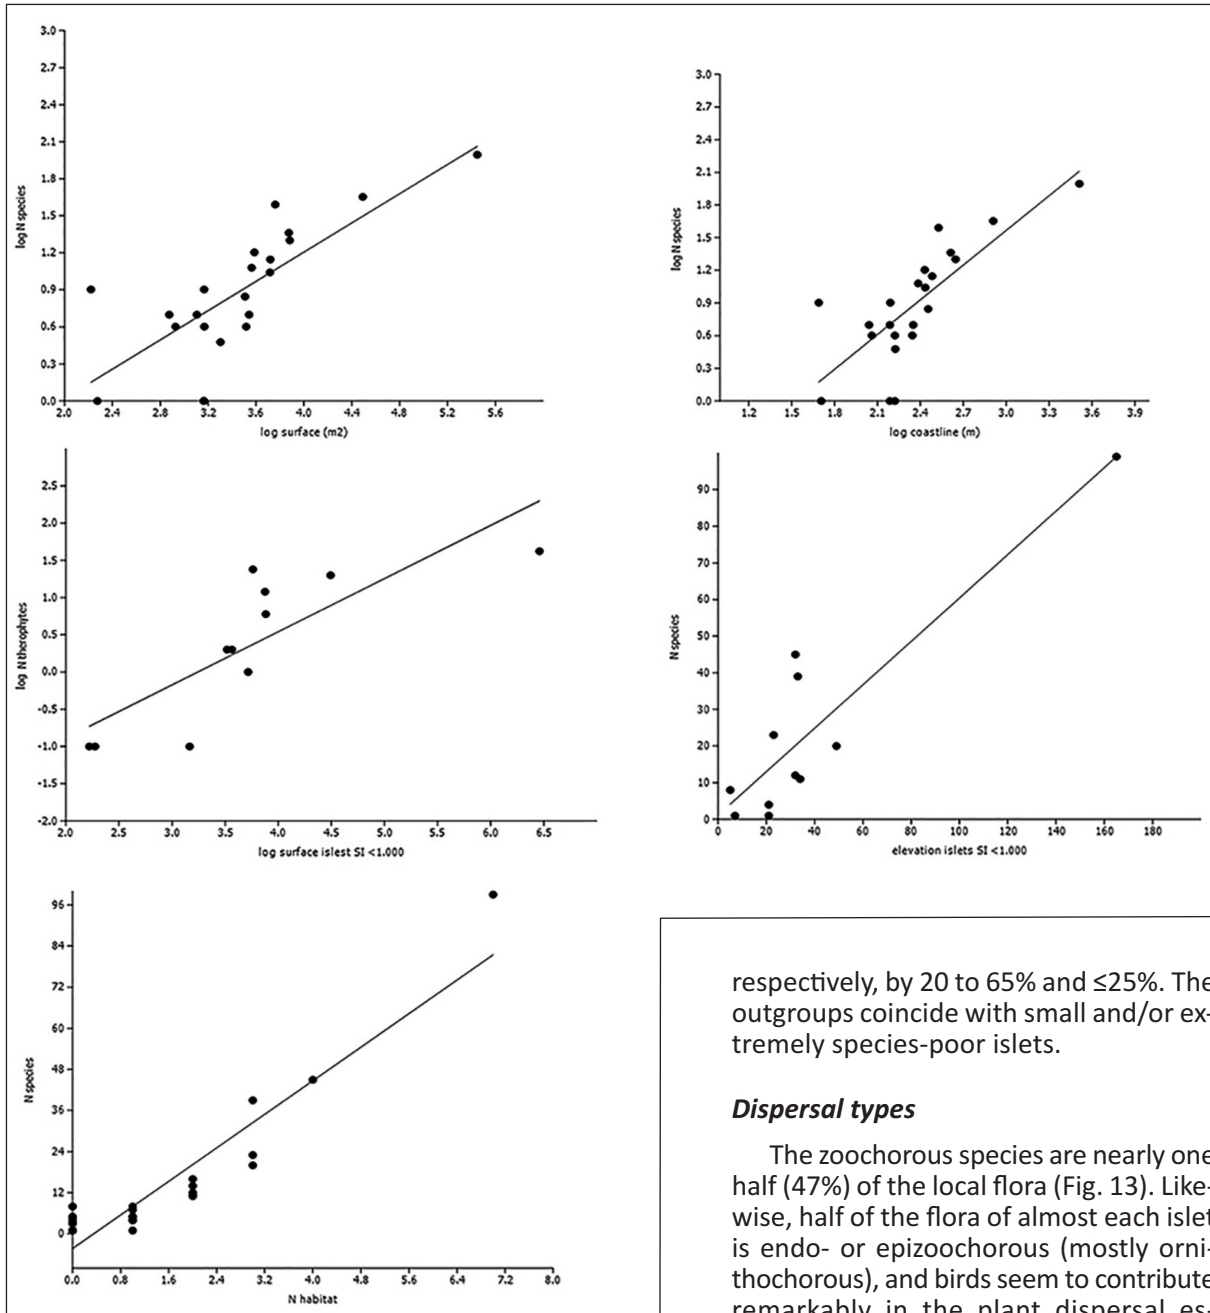 3.0
2.7
2.4
2.1
1.8
1.5
1.2
0.9
0.6
0.3
0.0
log N species
2.0 2.4 2.8 3.2 3.6 4.0 4.4 4.8 5.2 5.6
log surface (m2)
3.0
2.7
2.4
2.1
1.8
1.5
1.2
0.9
0.6
0.3
0.0
log N species
1.2 1.5 1.8 2.1 2.4 2.7 3.0 3.3 3.6 3.9
log coastline (m)
2.5
2.0
1.5
1.0
0.5
0.0
-0.5
-1.0
-1.5
-2.0
log N therophytes
2.0 2.5 3.0 3.5 4.0 4.5 5.0 5.5 6.0 6.5
log surface islest SI <1.000
90
80
70
60
50
40
30
20
10
0
N species
0 20 40 60 80 100 120 140 160 180
elevation islets SI <1.000
96
84
72
60
48
36
24
12
0
N species
0.0 0.8 1.6 2.4 3.2 4.0 4.8 5.6 6.4 7.2 8.0
N habitat
respectively, by 20 to 65% and ≤25%. The
outgroups coincide with small and/or ex-
tremely species-poor islets.
Dispersal types
The zoochorous species are nearly one
half (47%) of the local flora (Fig. 13). Like-
wise, half of the flora of almost each islet
is endo- or epizoochorous (mostly orni-
thochorous), and birds seem to contribute
remarkably in the plant dispersal es-